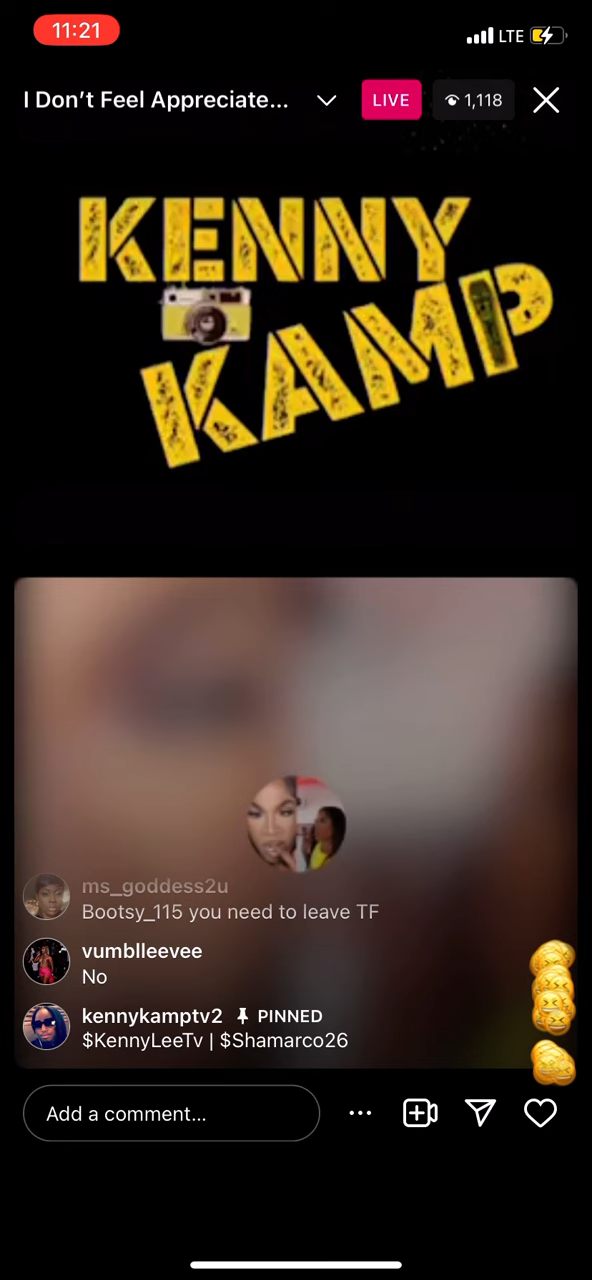 11:21
LTE
I Don't Feel Appreciate...
LIVE
1,118
KENNY
KAMP
ms_goddess2u
Bootsy_115 you need to leave TF
vumblleevee
No
kennykamptv2 PINNED
$KennyLeeTv | $Shamarco26
Add a comment...